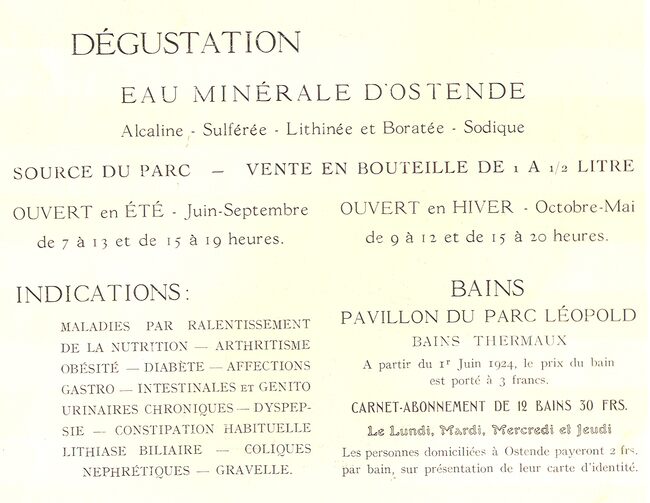 DÉGUSTATION
EAU MINÉRALE D'OSTENDE
Alcaline - Sulférée - Lithinée et Boratée - Sodique
SOURCE DU PARC — VENTE EN BOUTEILLE DE 1 A 1/2 LITRE
OUVERT en ÉTÉ - Juin-Septembre
de 7 à 13 et de 15 à 19 heures.
OUVERT en HIVER - Octobre-Mai
de 9 à 12 et de 15 à 20 heures.
INDICATIONS:
MALADIES PAR RALENTISSEMENT
DE LA NUTRITION — ARTHRITISME
OBÉSITÉ — DIABÈTE — AFFECTIONS
GASTRO — INTESTINALES ET GENITO
URINAIRES CHRONIQUES — DYSPEP-
SIE — CONSTIPATION HABITUELLE
LITHIASE BILIAIRE — COLIQUES
NEPHRÉTIQUES — GRAVELLE.
BAINS
PAVILLON DU PARC LÉOPOLD
BAINS THERMAUX
A partir du 1r Juin 1924, le prix du bain
est porté à 3 francs.
CARNET-ABONNEMENT DE 12 BAINS 30 FRS.
Le Lundi, Mardi, Mercredi et Jeudi
Les personnes domiciliées à Ostende payeront 2 frs.
par bain, sur présentation de leur carte d'identité.